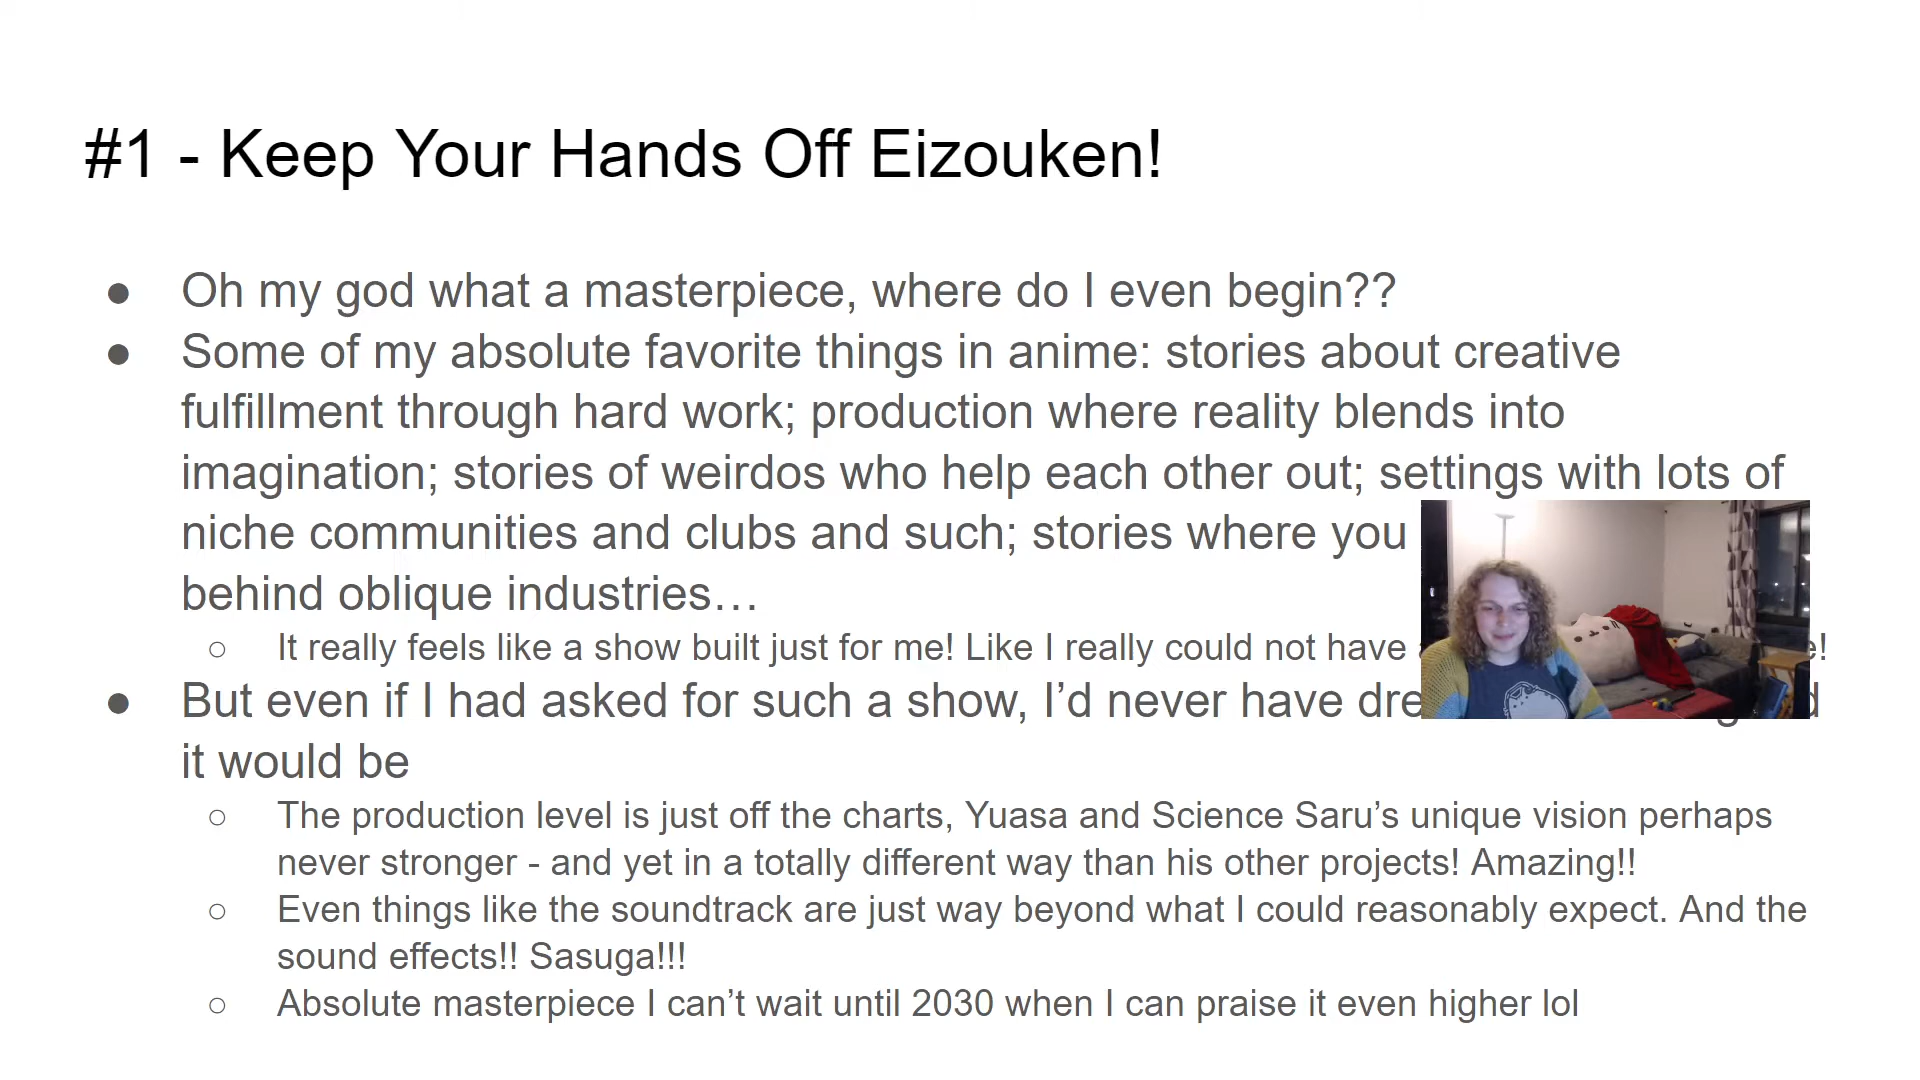 #1 - Keep Your Hands Off Eizouken!
● Oh my god what a masterpiece, where do I even begin??
● Some of my absolute favorite things in anime: stories about creative
fulfillment through hard work; production where reality blends into
imagination; stories of weirdos who help each other out; settings with lots of
niche communities and clubs and such; stories where you
behind oblique industries…
○ It really feels like a show built just for me! Like I really could not have
● But even if I had asked for such a show, I’d never have
it would be
○ The production level is just off the charts, Yuasa and Science Saru’s unique vision perhaps
never stronger - and yet in a totally different way than his other projects! Amazing!!
○ Even things like the soundtrack are just way beyond what I could reasonably expect. And the
sound effects!! Sasuga!!!
○ Absolute masterpiece I can’t wait until 2030 when I can praise it even higher lol